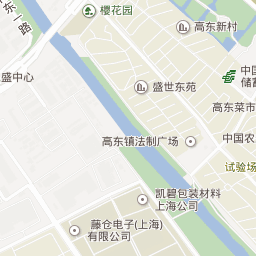 樱花园
高东新村
东一路
盛中心
中国
储蓄
盛世东苑
高东菜市
高东镇法制广场
中国农
试验场
凯碧包装材料
上海公司
藤仓电子(上海)
有限公司